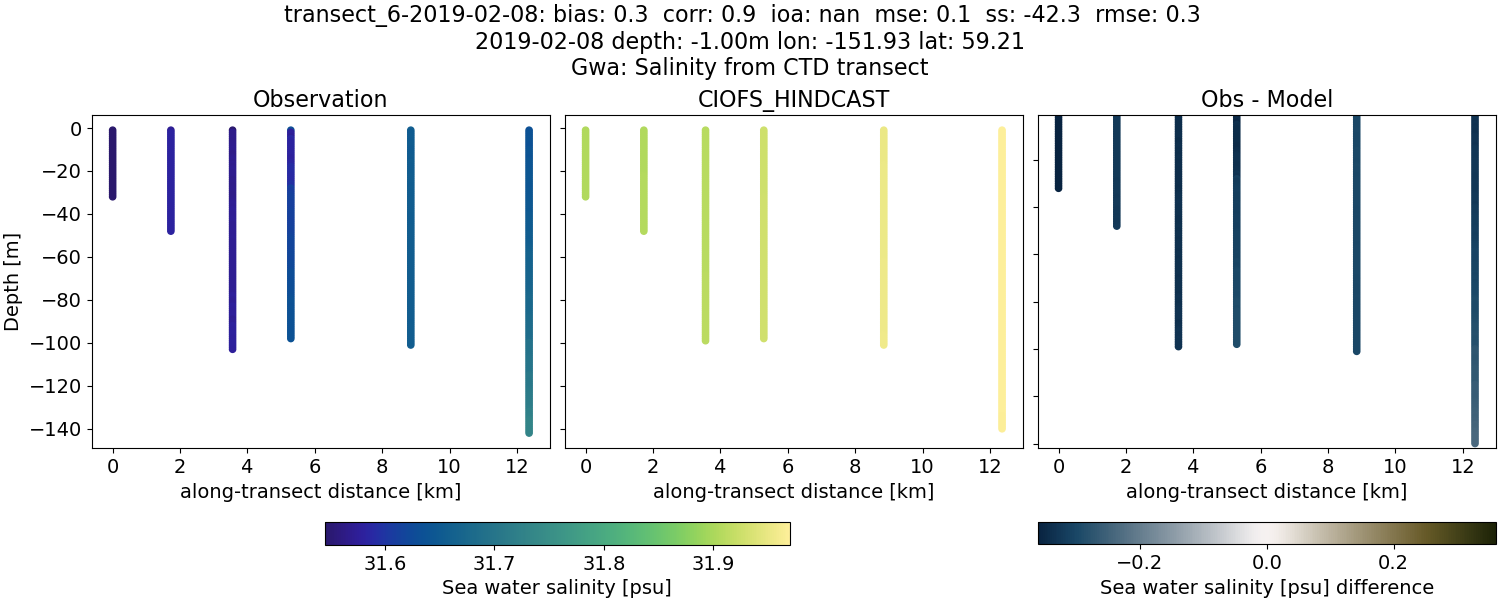 transect_6-2019-02-08: bias: 0.3  corr: 0.9  ioa: nan  mse: 0.1  ss: -42.3  rmse: 0.3
2019-02-08 depth: -1.00m lon: -151.93 lat: 59.21
Gwa: Salinity from CTD transect
Observation
CIOFS_HINDCAST
Obs - Model
Depth [m]
0
−20
−40
−60
−80
−100
−120
−140
0 2 4 6 8 10 12
0 2 4 6 8 10 12
0 2 4 6 8 10 12
along-transect distance [km]
along-transect distance [km]
along-transect distance [km]
31.6 31.7 31.8 31.9
Sea water salinity [psu]
−0.2 0.0 0.2
Sea water salinity [psu] difference